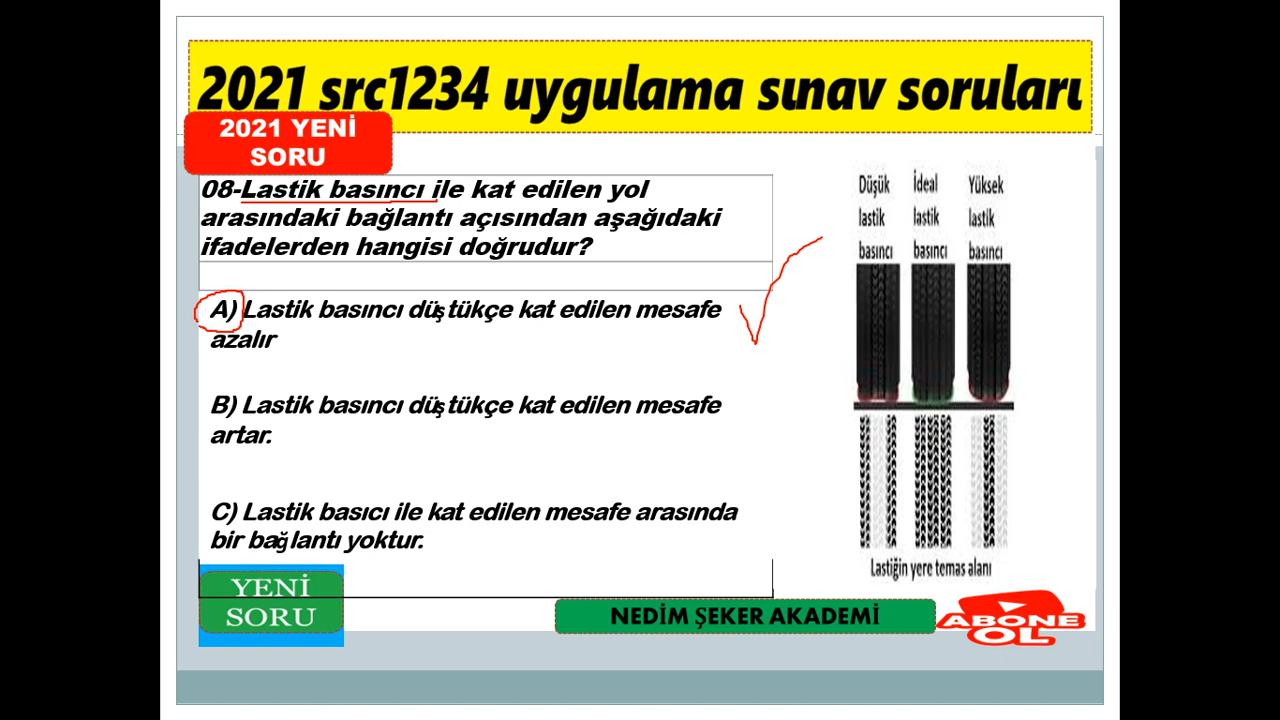 2021 src1234 uygulama sınav soruları
2021 YENİ
SORU
08-Lastik basıncı ile kat edilen yol
arasındaki bağlantı açısından aşağıdaki
ifadelerden hangisi doğrudur?
A) Lastik basıncı düştükçe kat edilen mesafe
azalır
B) Lastik basıncı düştükçe kat edilen mesafe
artar.
C) Lastik basıcı ile kat edilen mesafe arasında
bir bağlantı yoktur.
Düşük
lastik
basıncı
İdeal
lastik
basıncı
Yüksek
lastik
basıncı
Lastiğin yere temas alanı
YENİ
SORU
NEDİM ŞEKER AKADEMİ
ABONE
OL